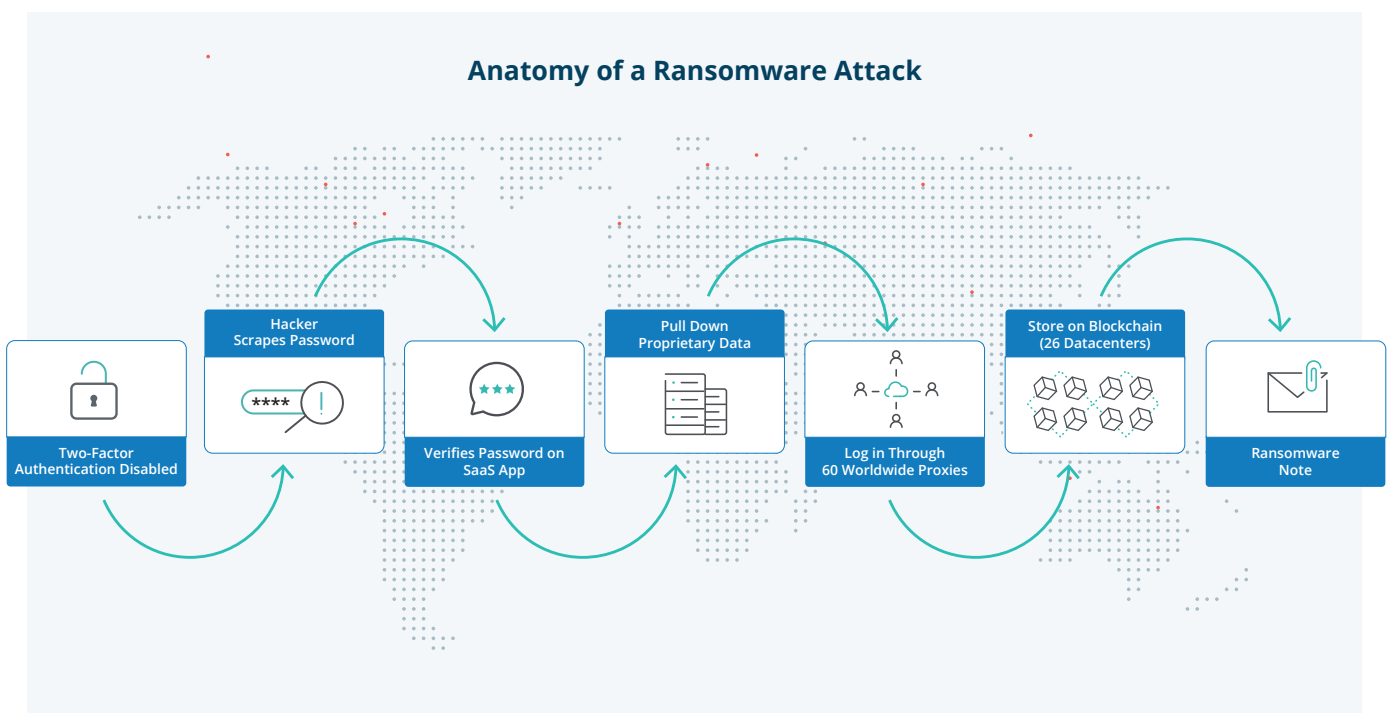 Anatomy of a Ransomware Attack
Two-Factor
Authentication Disabled
Hacker
Scrapes Password
****
Verifies Password on
SaaS App
Pull Down
Proprietary Data
Log in Through
60 Worldwide Proxies
Store on Blockchain
(26 Datacenters)
Ransomware
Note